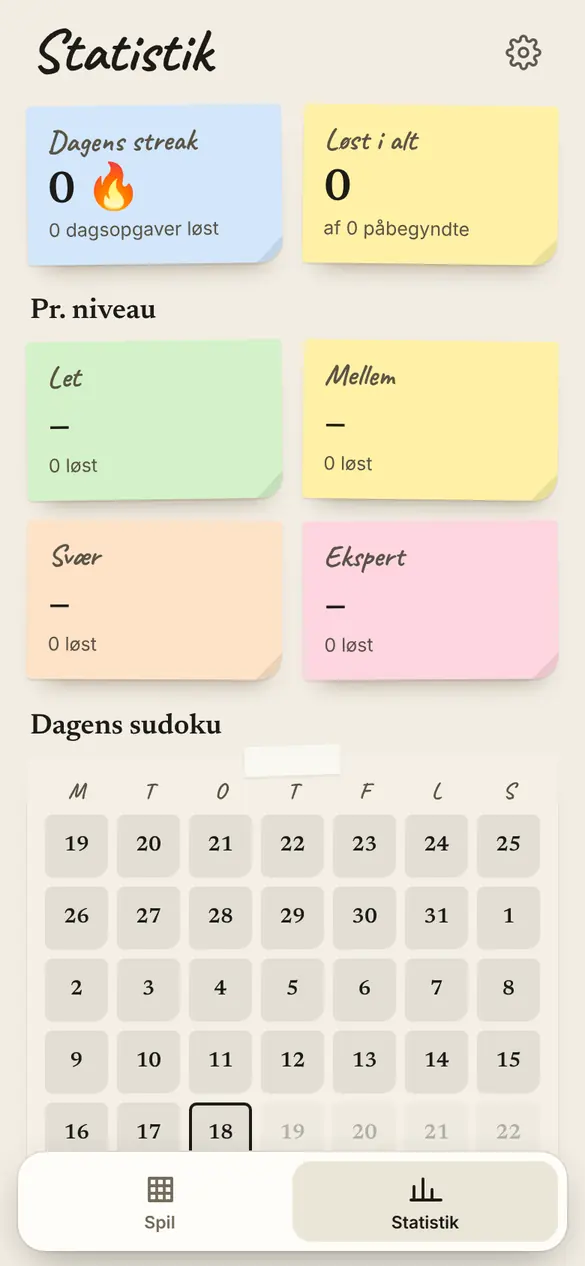 Statistik
Dagens streak
0 🔥
0 dagsopgaver løst
Løst i alt
0
af 0 påbegyndte
Pr. niveau
Let
–
0 løst
Mellem
–
0 løst
Svær
–
0 løst
Ekspert
–
0 løst
Dagens sudoku
M T O T F L S
19 20 21 22 23 24 25
26 27 28 29 30 31 1
2 3 4 5 6 7 8
9 10 11 12 13 14 15
16 17 18 19 20 21 22
Spil
Statistik